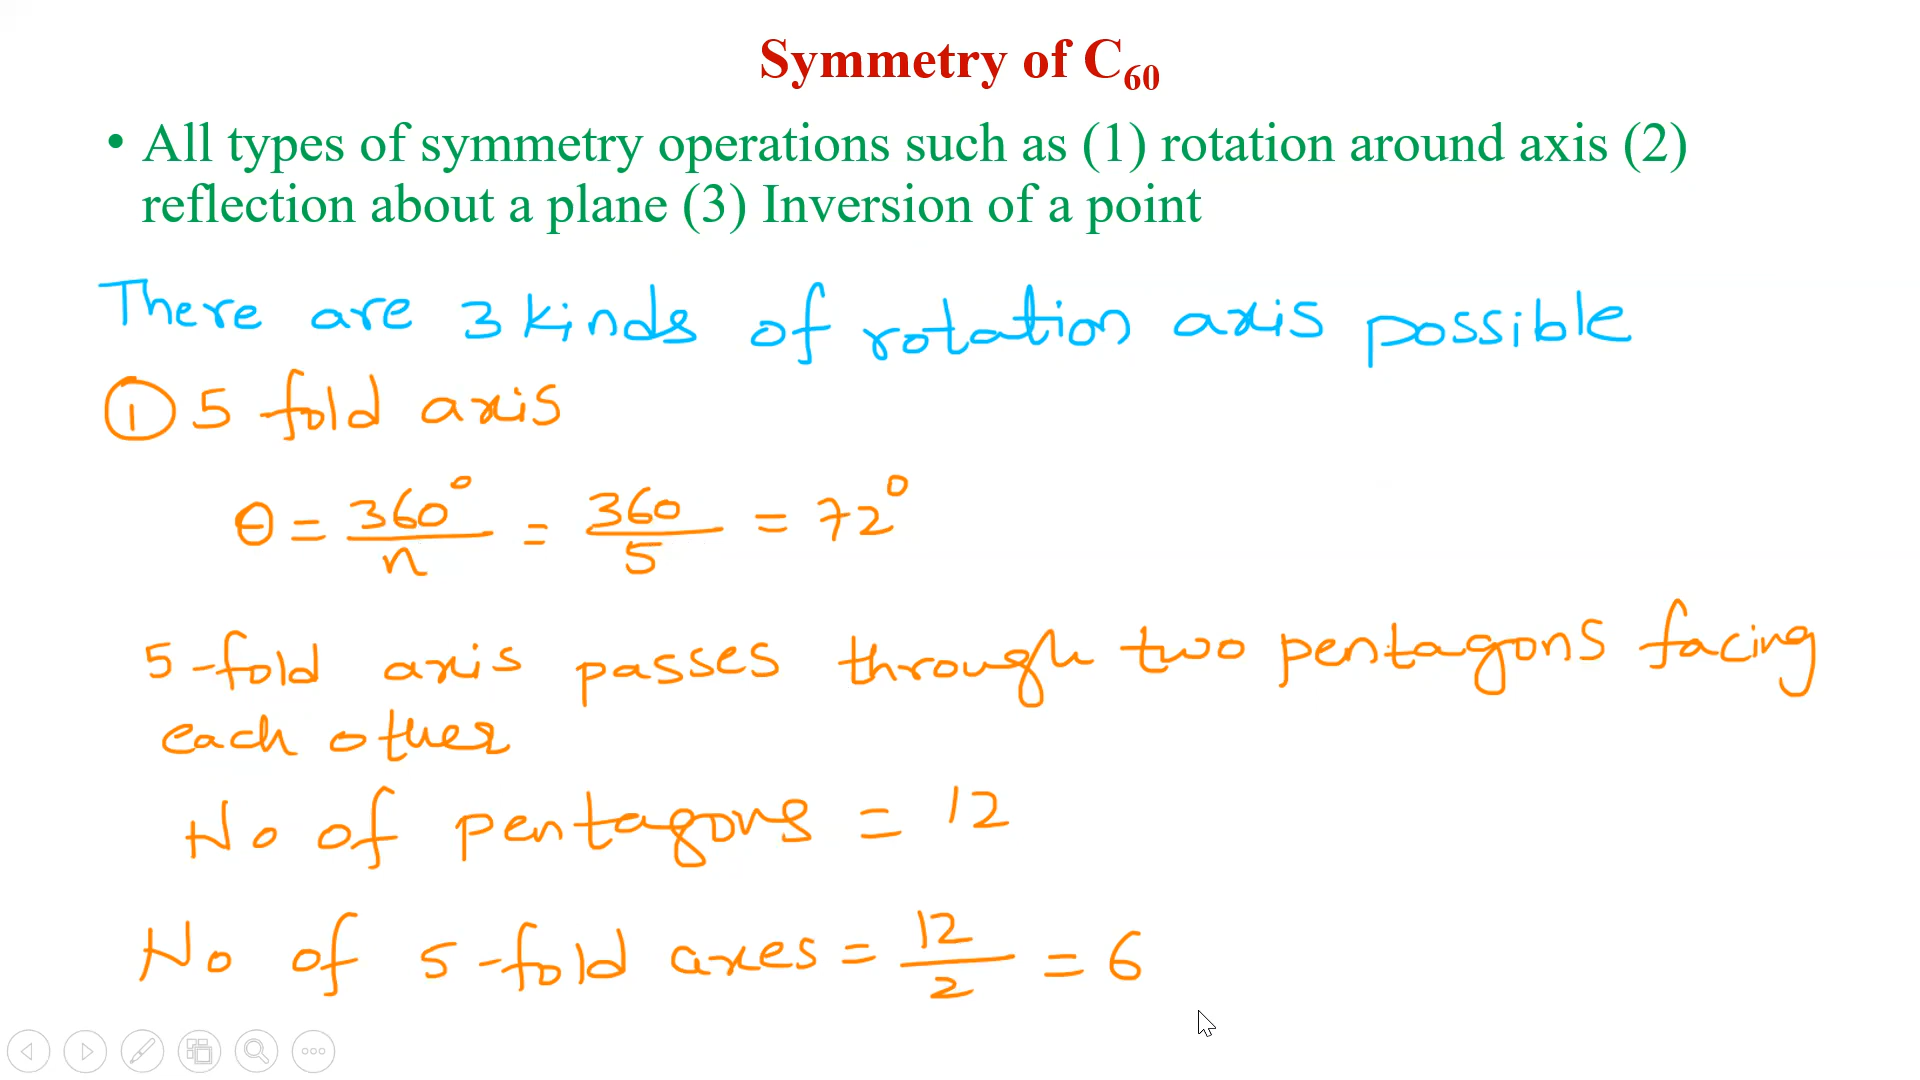 Symmetry of C₆₀
• All types of symmetry operations such as (1) rotation around axis (2)
reflection about a plane (3) Inversion of a point
There are 3 kinds of rotation axis possible
① 5 fold axis
θ = 360°/n = 360/5 = 72°
5-fold axis passes through two pentagons facing
each other
No of pentagons = 12
No of 5-fold axes = 12/2 = 6